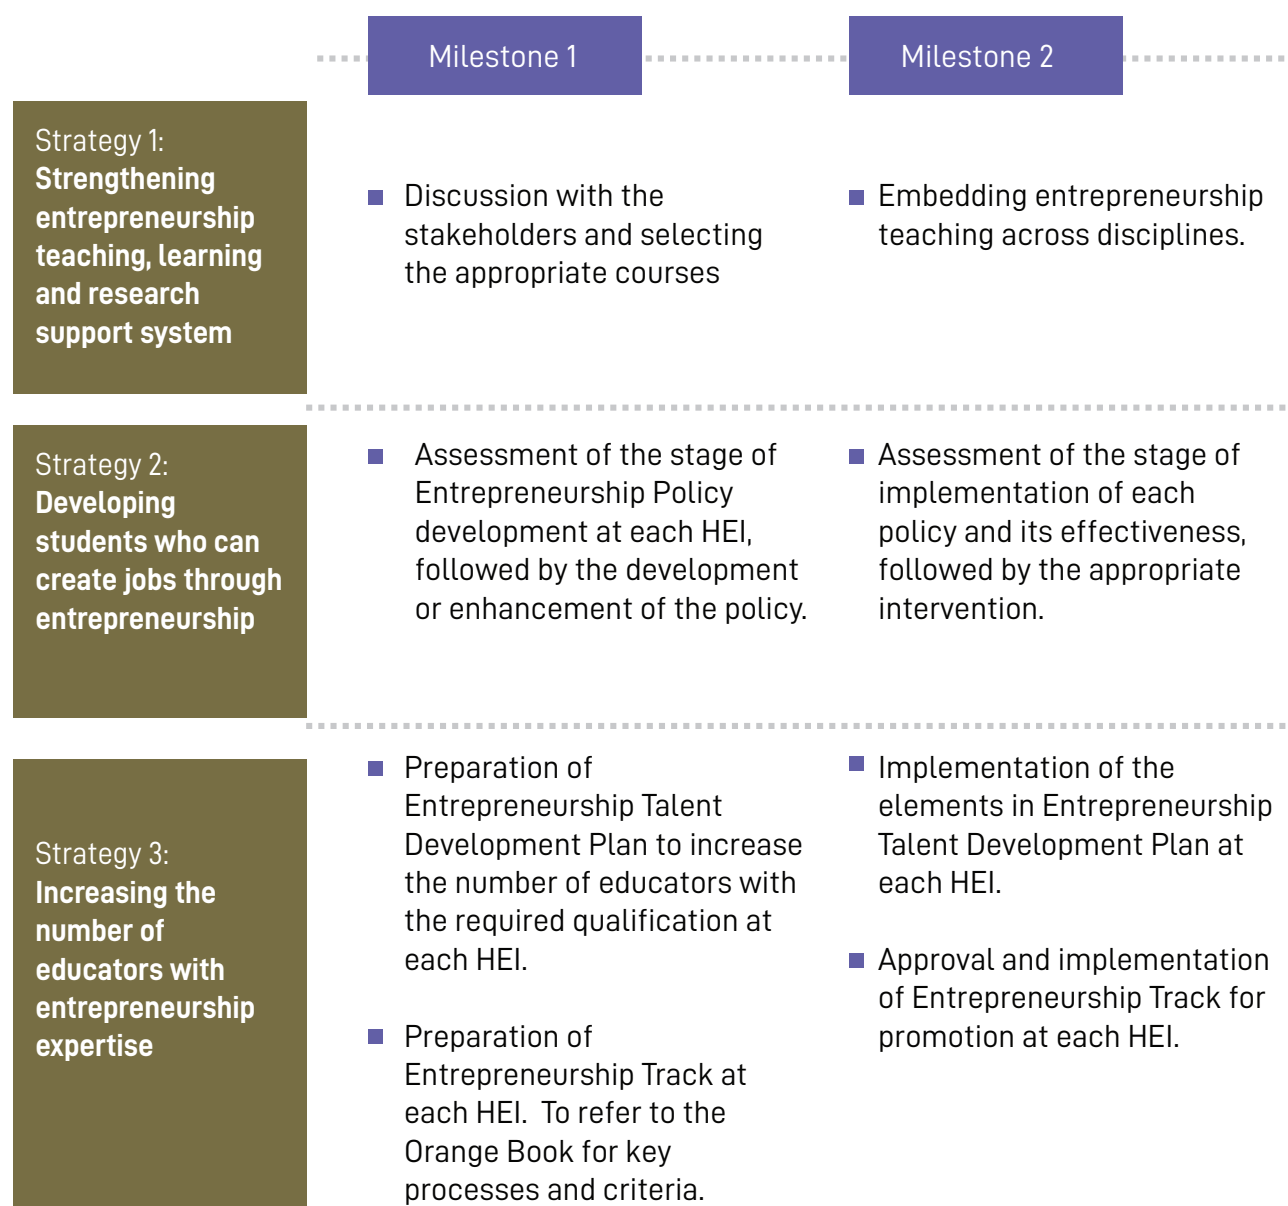 Milestone 1
Milestone 2
Strategy 1:
Strengthening
entrepreneurship
teaching, learning
and research
support system
Discussion with the
stakeholders and selecting
the appropriate courses
Embedding entrepreneurship
teaching across disciplines.
Strategy 2:
Developing
students who can
create jobs through
entrepreneurship
Assessment of the stage of
Entrepreneurship Policy
development at each HEI,
followed by the development
or enhancement of the policy.
Assessment of the stage of
implementation of each
policy and its effectiveness,
followed by the appropriate
intervention.
Strategy 3:
Increasing the
number of
educators with
entrepreneurship
expertise
Preparation of
Entrepreneurship Talent
Development Plan to increase
the number of educators with
the required qualification at
each HEI.
Preparation of
Entrepreneurship Track at
each HEI. To refer to the
Orange Book for key
processes and criteria.
Implementation of the
elements in Entrepreneurship
Talent Development Plan at
each HEI.
Approval and implementation
of Entrepreneurship Track for
promotion at each HEI.